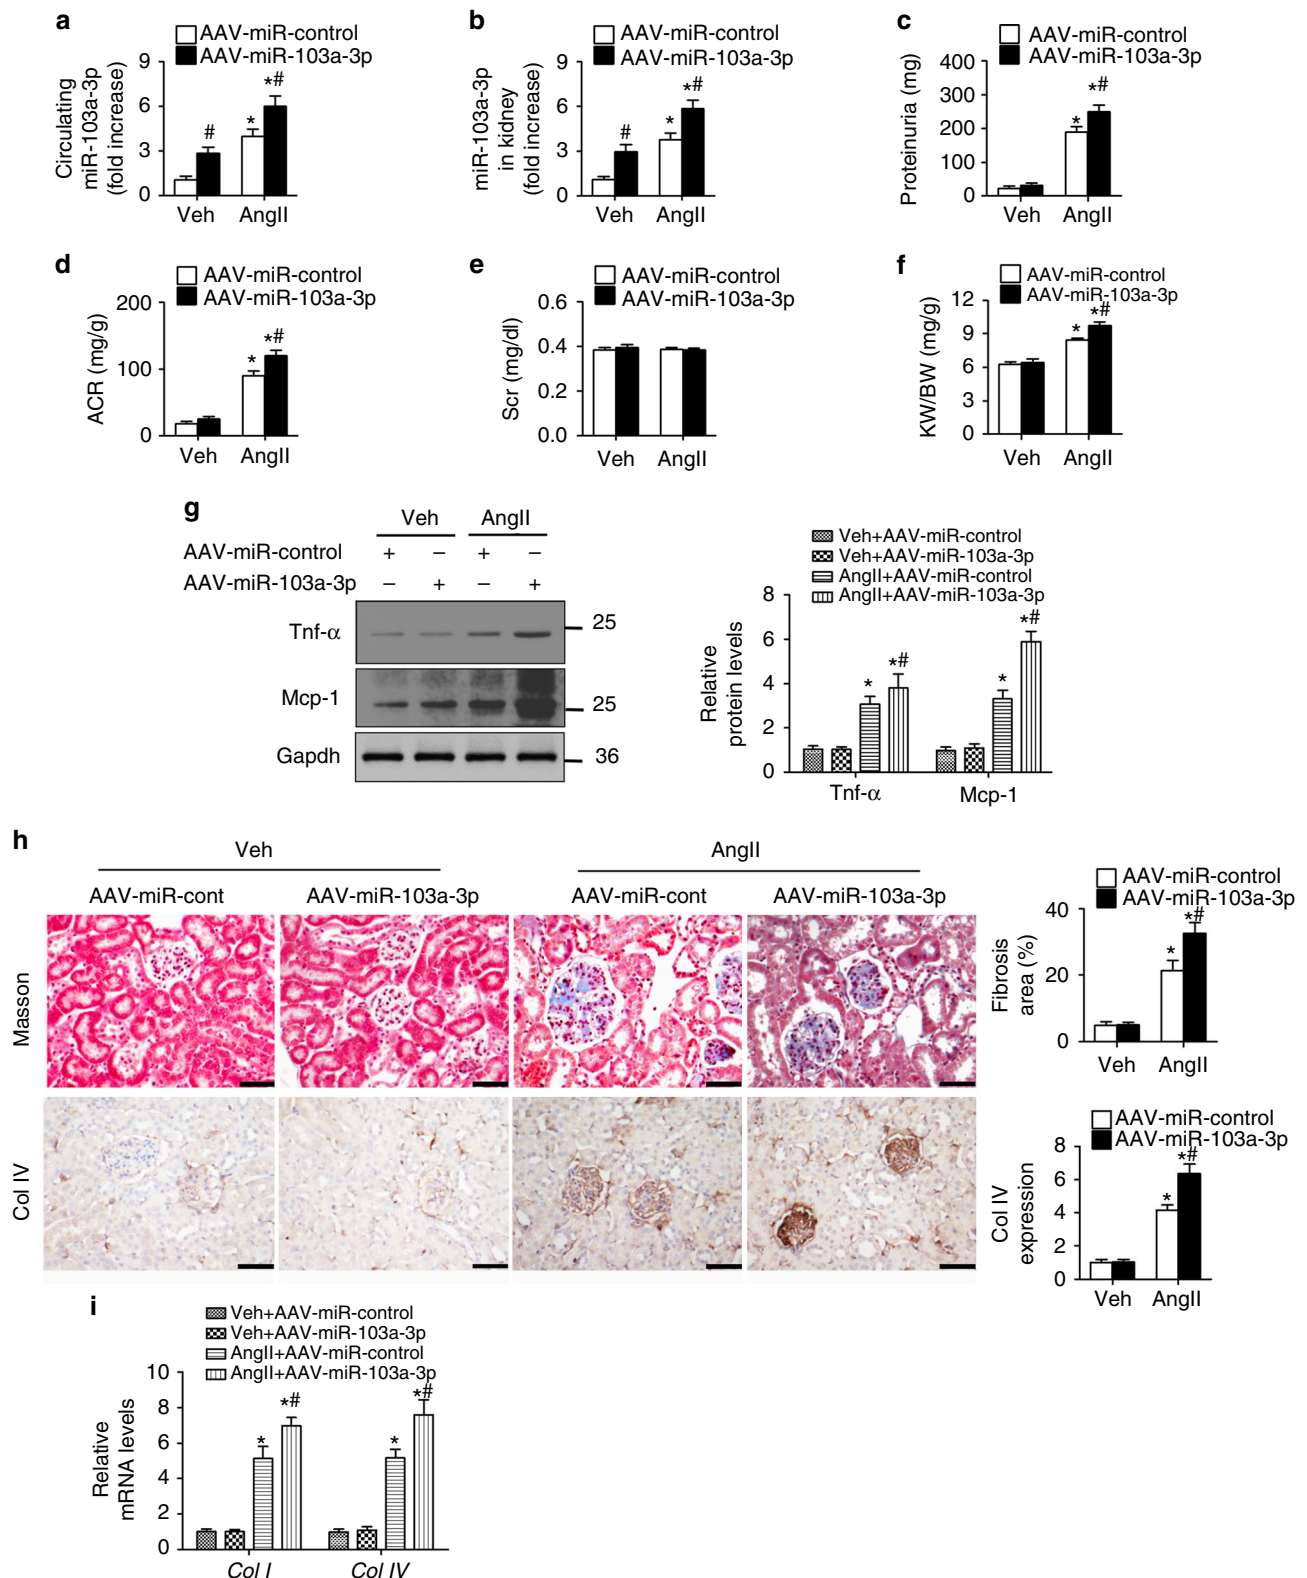 a
AAV-miR-control
AAV-miR-103a-3p
Circulating
miR-103a-3p
(fold increase)
9
6
3
0
#
*
*#
Veh
AngII
b
AAV-miR-control
AAV-miR-103a-3p
miR-103a-3p
in kidney
(fold increase)
9
6
3
0
#
*
*#
Veh
AngII
c
AAV-miR-control
AAV-miR-103a-3p
Proteinuria (mg)
400
300
200
100
0
*
*#
Veh
AngII
d
AAV-miR-control
AAV-miR-103a-3p
ACR (mg/g)
200
100
0
*
*#
Veh
AngII
e
AAV-miR-control
AAV-miR-103a-3p
Scr (mg/dl)
0.6
0.4
0.2
0.0
Veh
AngII
f
AAV-miR-control
AAV-miR-103a-3p
KW/BW (mg/g)
12
9
6
3
0
*
*#
Veh
AngII
g
Veh AngII
AAV-miR-control + – + –
AAV-miR-103a-3p – + – +
Tnf-α 25
Mcp-1 25
Gapdh 36
Veh+AAV-miR-control
Veh+AAV-miR-103a-3p
AngII+AAV-miR-control
AngII+AAV-miR-103a-3p
Relative
protein levels
8
6
4
2
0
*
*#
*
*#
Tnf-α
Mcp-1
h
Veh AngII
AAV-miR-cont AAV-miR-103a-3p AAV-miR-cont AAV-miR-103a-3p
Masson
Col IV
AAV-miR-control
AAV-miR-103a-3p
Fibrosis
area (%)
40
20
0
*
*#
Veh
AngII
AAV-miR-control
AAV-miR-103a-3p
Col IV
expression
8
6
4
2
0
*
*#
Veh
AngII
i
Veh+AAV-miR-control
Veh+AAV-miR-103a-3p
AngII+AAV-miR-control
AngII+AAV-miR-103a-3p
Relative
mRNA levels
10
8
6
4
2
0
*
*#
*
*#
Col I
Col IV